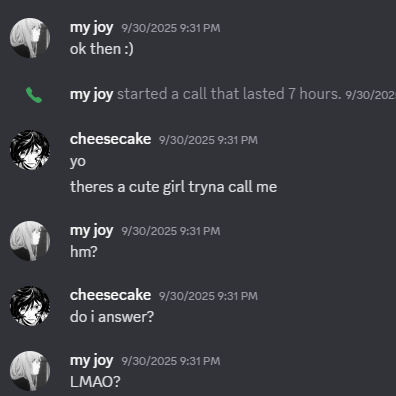 my joy 9/30/2025 9:31 PM
ok then :)
my joy started a call that lasted 7 hours. 9/30/202
cheesecake 9/30/2025 9:31 PM
yo
theres a cute girl tryna call me
my joy 9/30/2025 9:31 PM
hm?
cheesecake 9/30/2025 9:31 PM
do i answer?
my joy 9/30/2025 9:31 PM
LMAO?